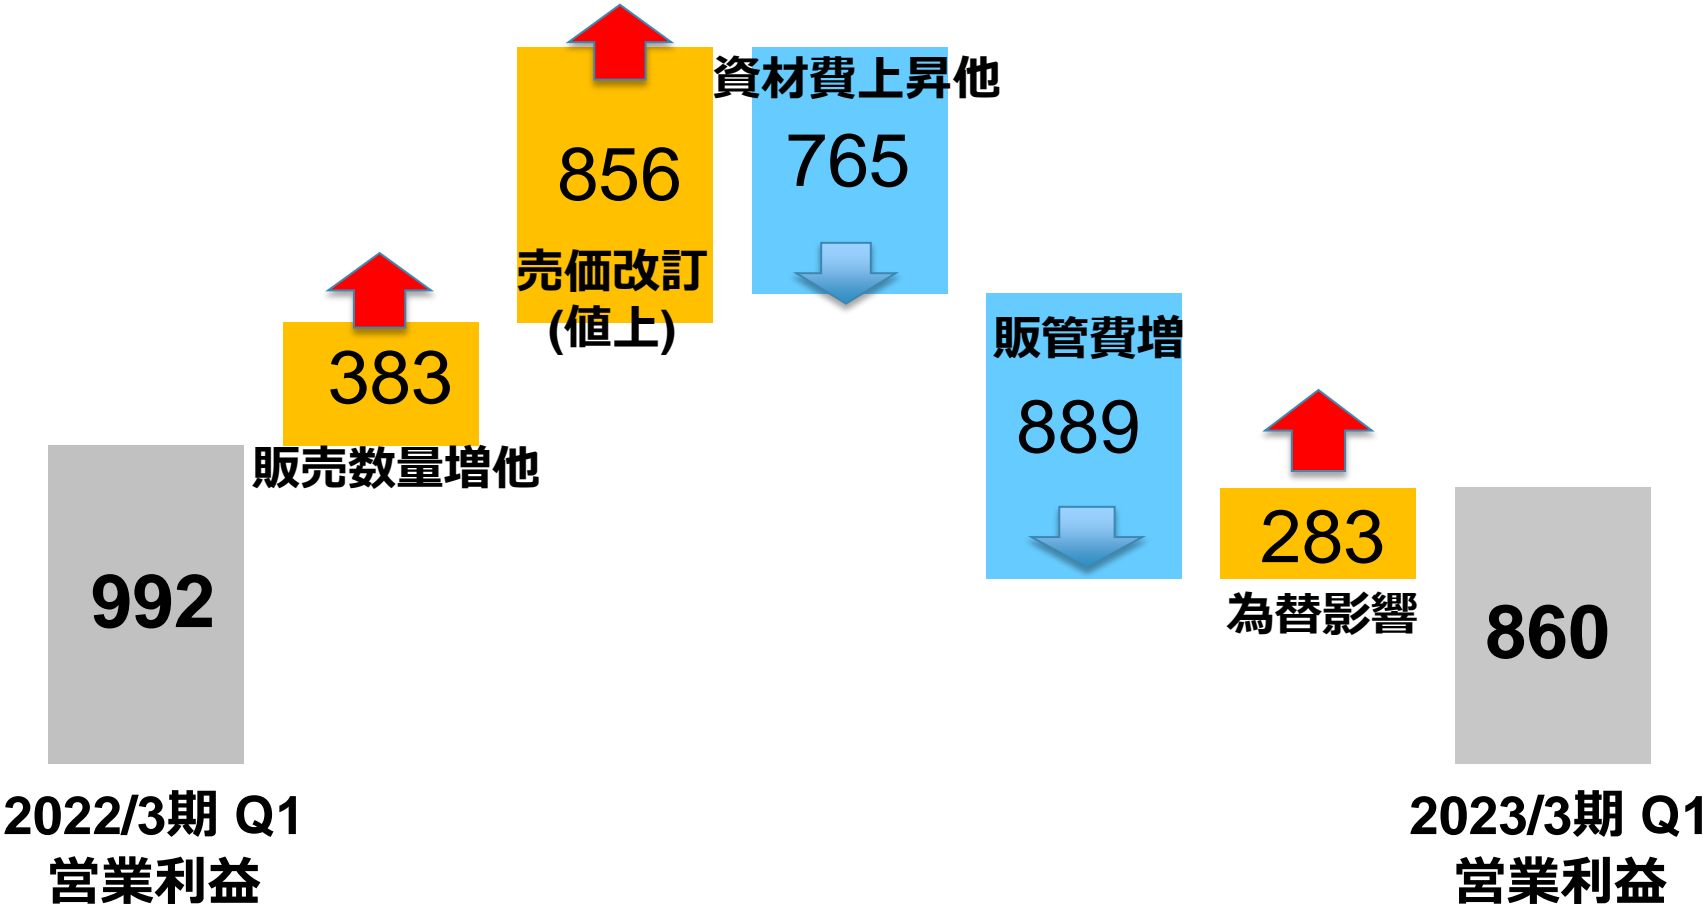 992
2022/3期 Q1
営業利益
383
販売数量増他
856
売価改訂
(値上)
資材費上昇他
765
販管費増
889
283
為替影響
860
2023/3期 Q1
営業利益